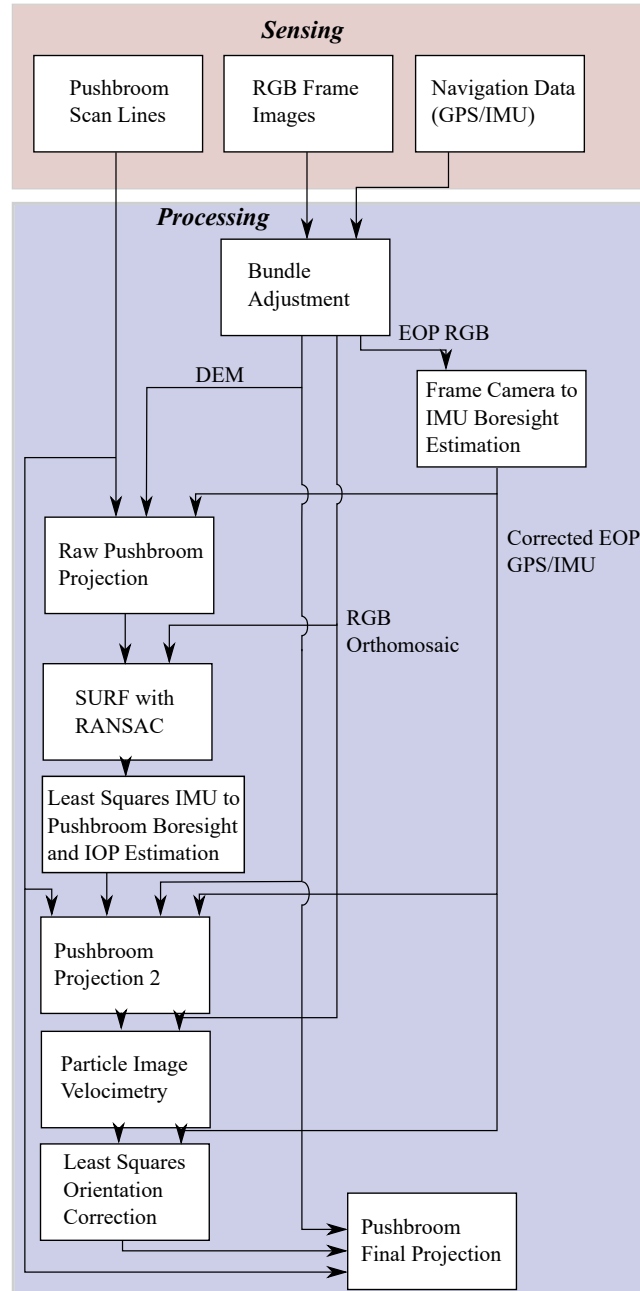 Sensing
Pushbroom
Scan Lines
RGB Frame
Images
Navigation Data
(GPS/IMU)
Processing
Bundle
Adjustment
EOP RGB
DEM
Frame Camera to
IMU Boresight
Estimation
Raw Pushbroom
Projection
Corrected EOP
GPS/IMU
RGB
Orthomosaic
SURF with
RANSAC
Least Squares IMU to
Pushbroom Boresight
and IOP Estimation
Pushbroom
Projection 2
Particle Image
Velocimetry
Least Squares
Orientation
Correction
Pushbroom
Final Projection